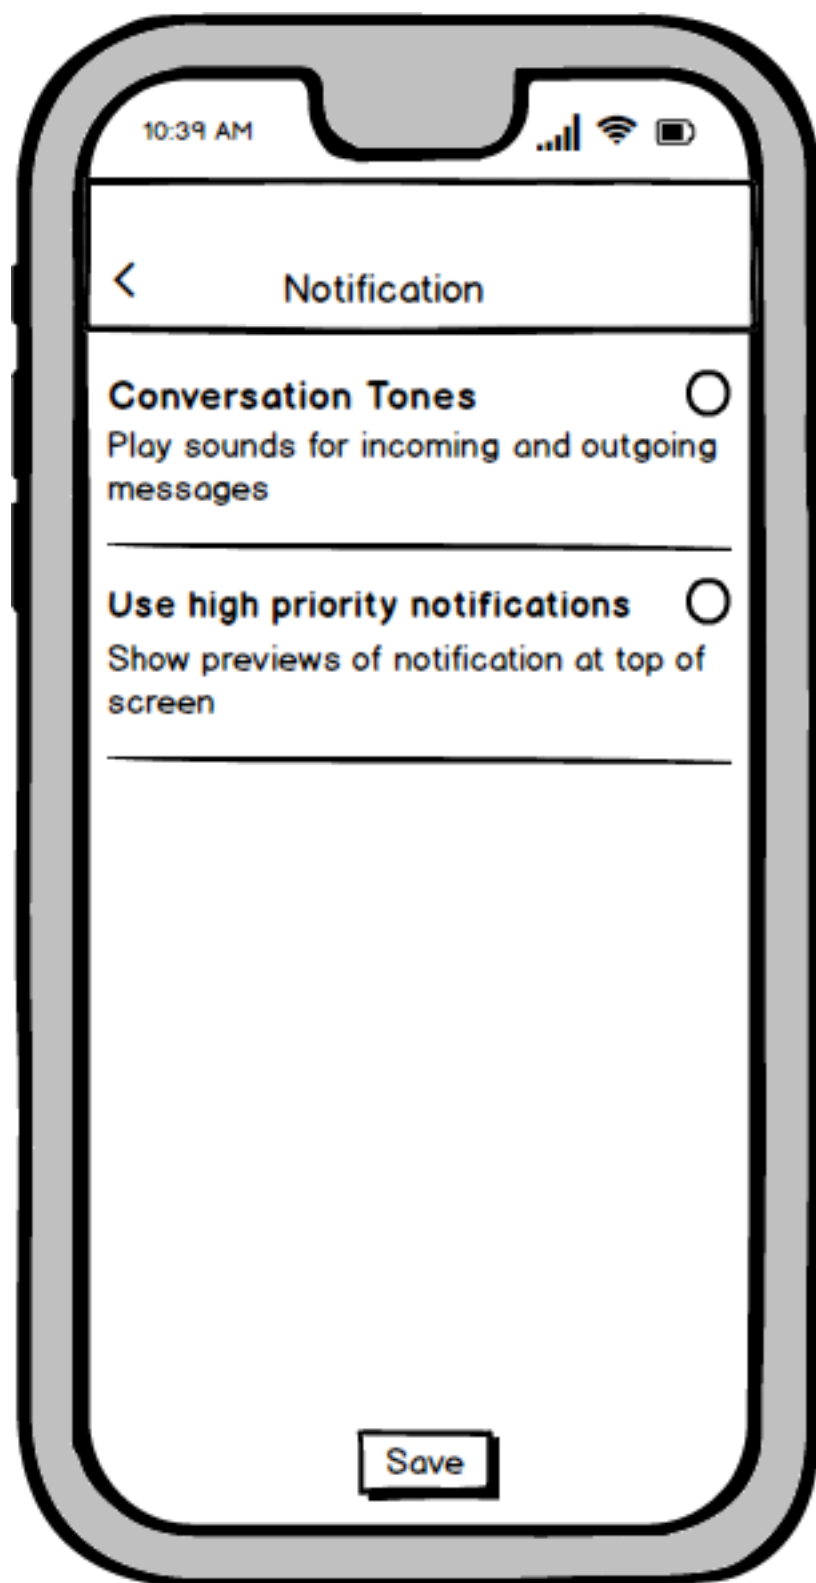 10:39 AM
Notification
Conversation Tones
Play sounds for incoming and outgoing
messages
Use high priority notifications
Show previews of notification at top of
screen
Save